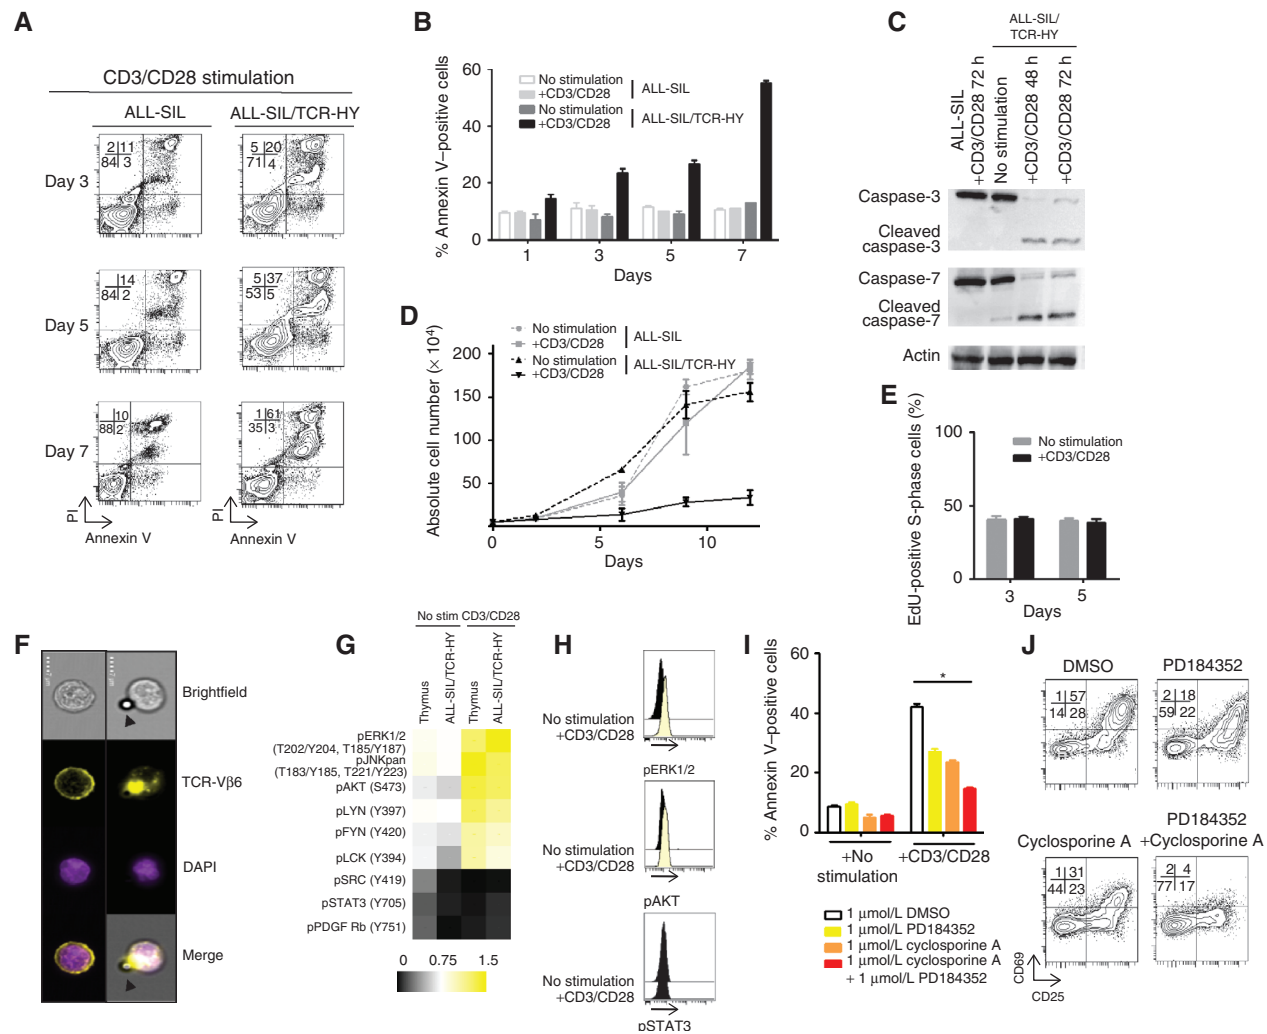 A
CD3/CD28 stimulation
ALL-SIL
ALL-SIL/TCR-HY
Day 3
2 11
84 3
5 20
71 4
Day 5
14
84 2
5 37
53 5
Day 7
10
88 2
1 61
35 3
PI
Annexin V
PI
Annexin V
B
% Annexin V–positive cells
60
40
20
0
No stimulation
+CD3/CD28
ALL-SIL
No stimulation
+CD3/CD28
ALL-SIL/TCR-HY
1 3 5 7
Days
C
ALL-SIL/
TCR-HY
ALL-SIL
+CD3/CD28 72 h
No stimulation
+CD3/CD28 48 h
+CD3/CD28 72 h
Caspase-3
Cleaved
caspase-3
Caspase-7
Cleaved
caspase-7
Actin
D
Absolute cell number (× 10⁴)
200
150
100
50
No stimulation
+CD3/CD28
ALL-SIL
No stimulation
+CD3/CD28
ALL-SIL/TCR-HY
0 5 10
Days
E
EdU-positive S-phase cells (%)
100
50
0
No stimulation
+CD3/CD28
3 5
Days
F
Brightfield
TCR-Vβ6
DAPI
Merge
G
No stim CD3/CD28
Thymus
ALL-SIL/TCR-HY
Thymus
ALL-SIL/TCR-HY
pERK1/2
(T202/Y204, T185/Y187)
pJNKpan
(T183/Y185, T221/Y223)
pAKT (S473)
pLYN (Y397)
pFYN (Y420)
pLCK (Y394)
pSRC (Y419)
pSTAT3 (Y705)
pPDGF Rb (Y751)
0 0.75 1.5
H
No stimulation
+CD3/CD28
pERK1/2
No stimulation
+CD3/CD28
pAKT
No stimulation
+CD3/CD28
pSTAT3
I
% Annexin V–positive cells
60
40
20
0
*
+No
stimulation
+CD3/CD28
1 μmol/L DMSO
1 μmol/L PD184352
1 μmol/L cyclosporine A
1 μmol/L cyclosporine A
+ 1 μmol/L PD184352
J
DMSO
PD184352
1 57
14 28
2 18
59 22
Cyclosporine A
PD184352
+Cyclosporine A
1 31
44 23
2 4
77 17
CD69
CD25